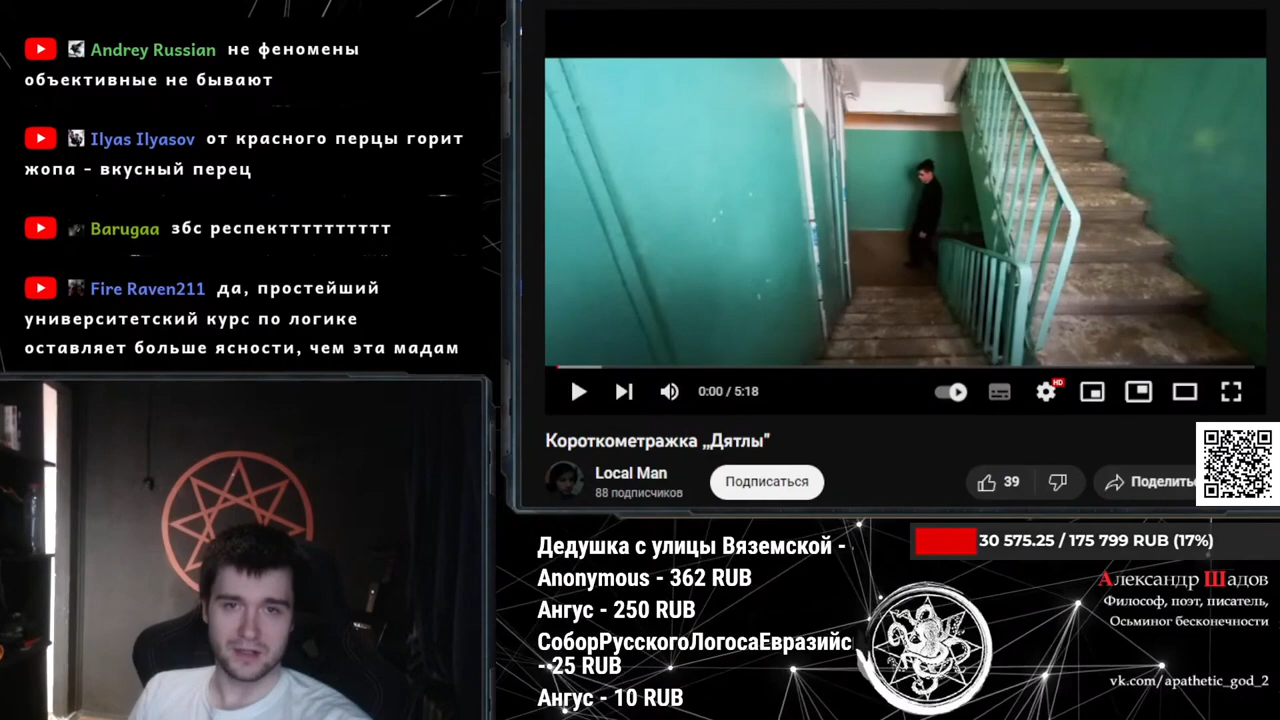 Andrey Russian не феномены
объективные не бывают
Ilyas Ilyasov от красного перцы горит
жопа - вкусный перец
Barugaa збс респектттттттттт
Fire Raven211 да, простейший
университетский курс по логике
оставляет больше ясности, чем эта мадам
HD
0:00 / 5:18
Короткометражка „Дятлы"
Local Man
88 подписчиков
Подписаться
39
Поделить
Дедушка с улицы Вяземской -
Anonymous - 362 RUB
Ангус - 250 RUB
СоборРусскогоЛогосаЕвразийс
- 25 RUB
Ангус - 10 RUB
30 575.25 / 175 799 RUB (17%)
Александр Шадов
Философ, поэт, писатель,
Осьминог бесконечности
vk.com/apathetic_god_2